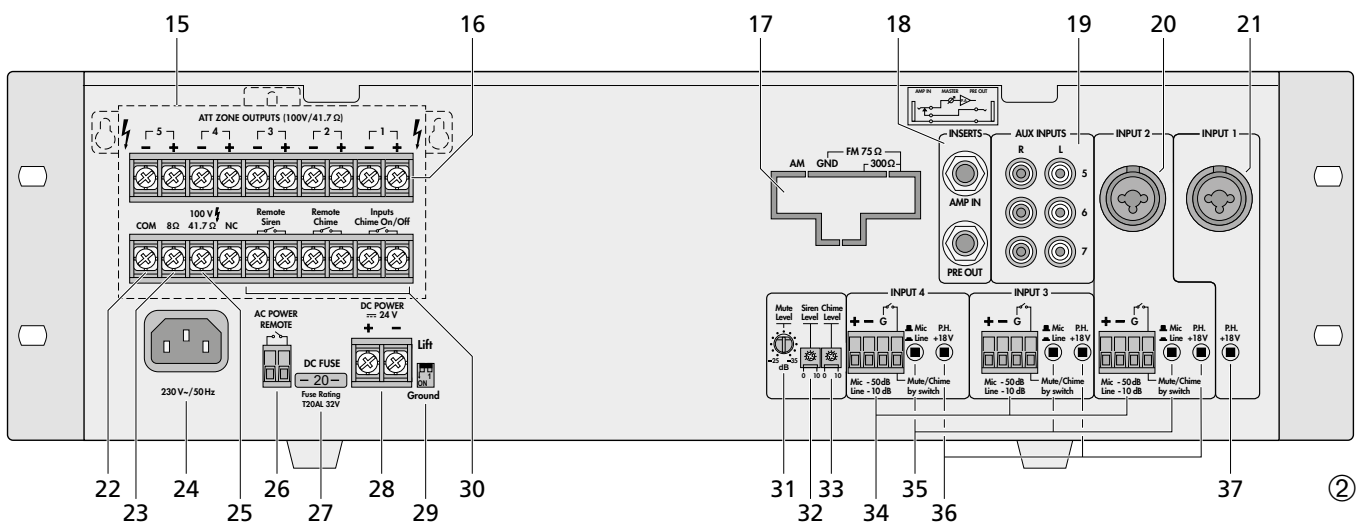 15 16 17 18 19 20 21
AMP IN MASTER PRE OUT
ATT ZONE OUTPUTS (100V/41.7 Ω)
5 4 3 2 1
– + – + – + – + – +
INSERTS AUX INPUTS INPUT 2 INPUT 1
R L
FM 75 Ω
AM GND 300Ω
5
AMP IN
6
100 V Remote Remote Inputs
COM 8Ω 41.7 Ω NC Siren Chime Chime On/Off
7
PRE OUT
INPUT 4 INPUT 3
AC POWER
REMOTE
DC POWER
24 V
+ –
Lift
1
ON
Ground
DC FUSE
– 20 –
Fuse Rating
T20AL 32V
230 V~/50 Hz
Mute Level
–25 –35
dB
Siren Level
0 10
Chime Level
0 10
+ – G Mic Line P.H. +18V
+ – G Mic Line P.H. +18V
+ – G Mic Line P.H. +18V
P.H. +18V
Mic –50 dB Mute/Chime
Line –10 dB by switch
Mic –50 dB Mute/Chime
Line –10 dB by switch
Mic –50 dB Mute/Chime
Line –10 dB by switch
22 24 26 28 30 31 33 35 37
23 25 27 29 32 34 36
②